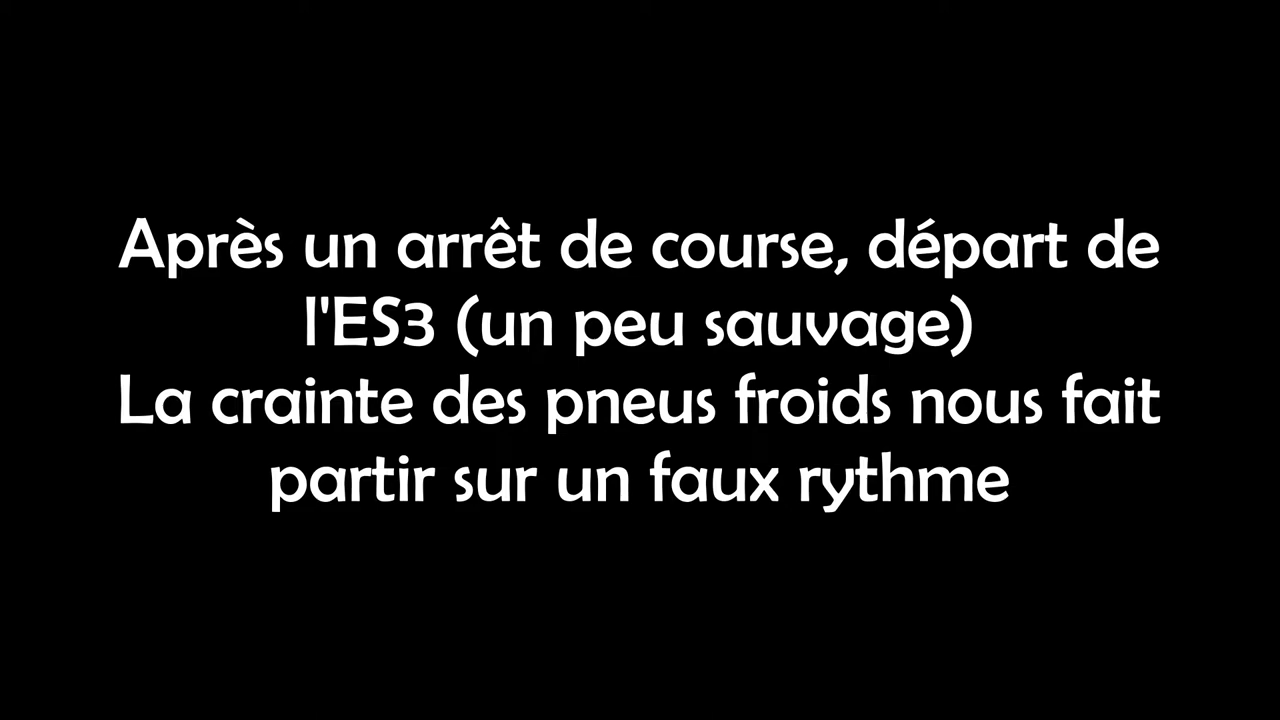 Après un arrêt de course, départ de
l'ES3 (un peu sauvage)
La crainte des pneus froids nous fait
partir sur un faux rythme